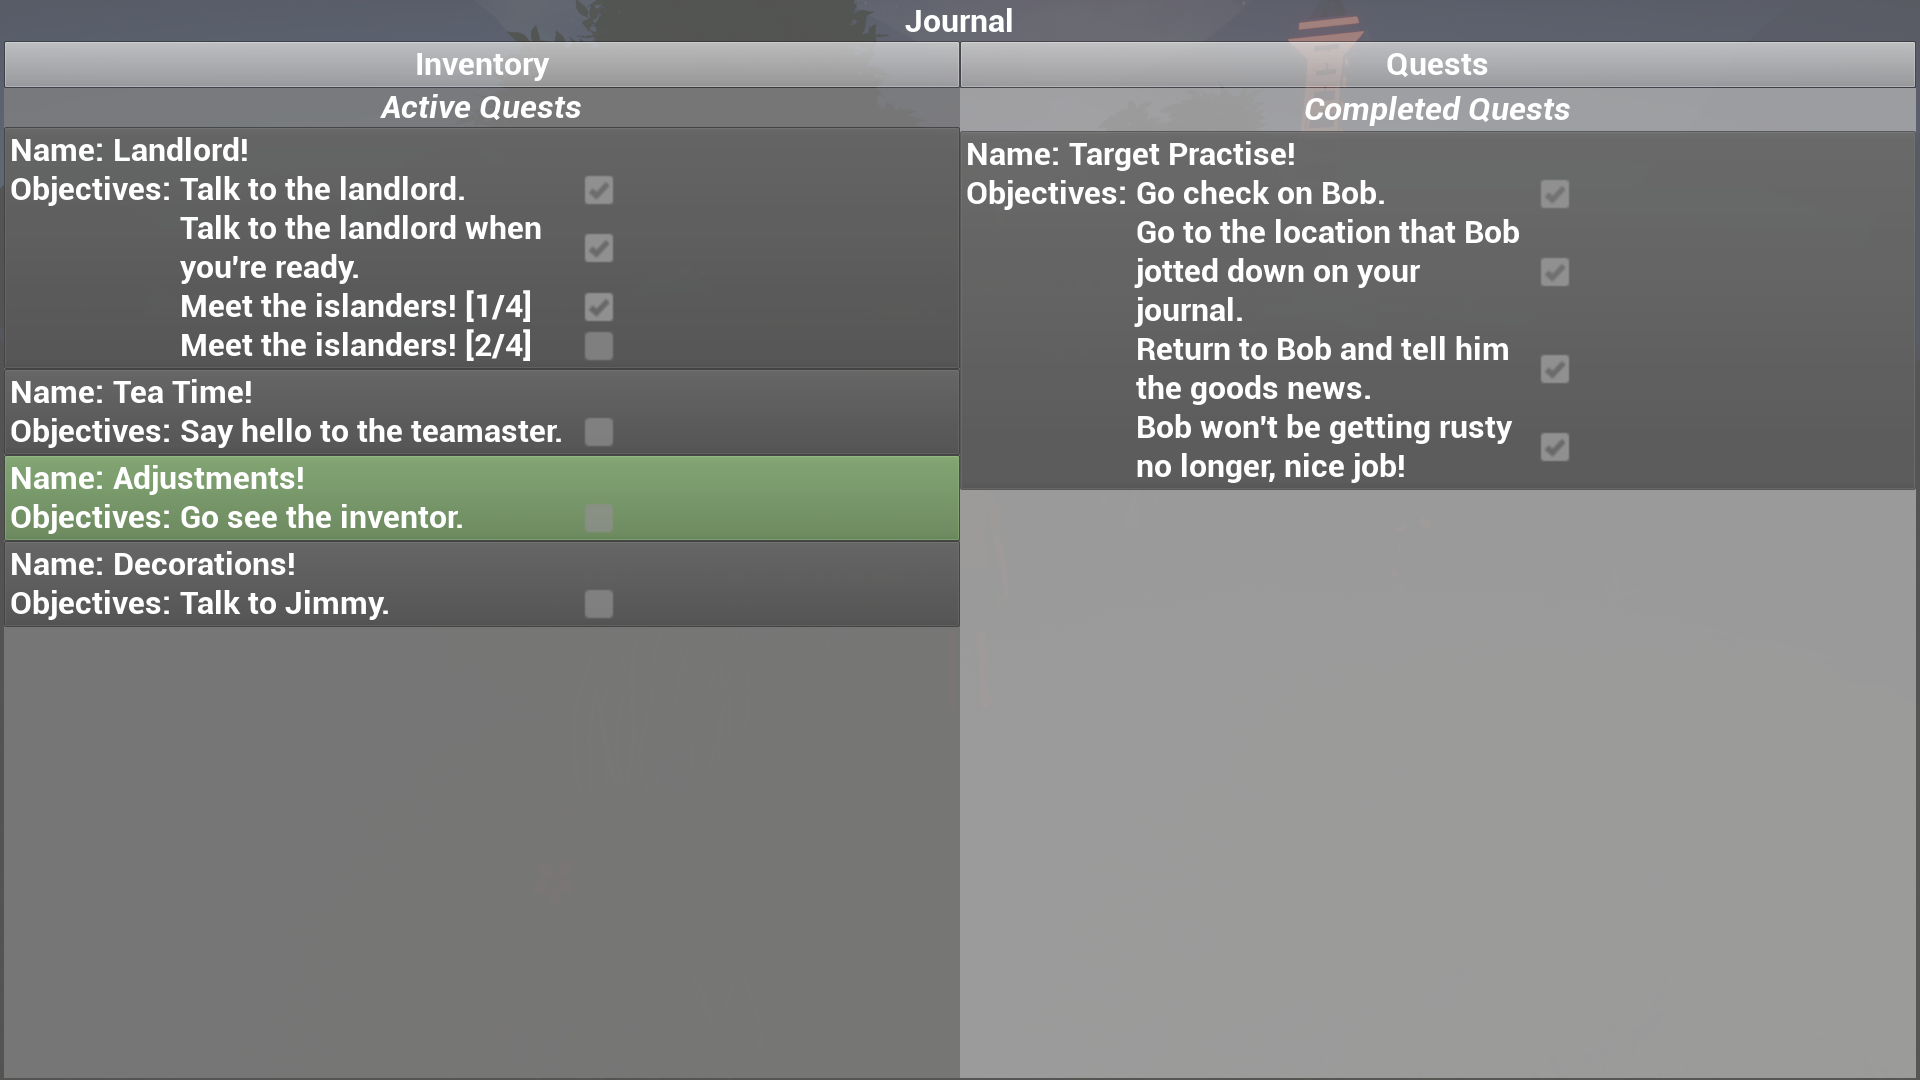 Journal
Inventory
Quests
Active Quests
Name: Landlord!
Objectives: Talk to the landlord.
Talk to the landlord when
you're ready.
Meet the islanders! [1/4]
Meet the islanders! [2/4]
Name: Tea Time!
Objectives: Say hello to the teamaster.
Name: Adjustments!
Objectives: Go see the inventor.
Name: Decorations!
Objectives: Talk to Jimmy.
Completed Quests
Name: Target Practise!
Objectives: Go check on Bob.
Go to the location that Bob
jotted down on your
journal.
Return to Bob and tell him
the goods news.
Bob won't be getting rusty
no longer, nice job!